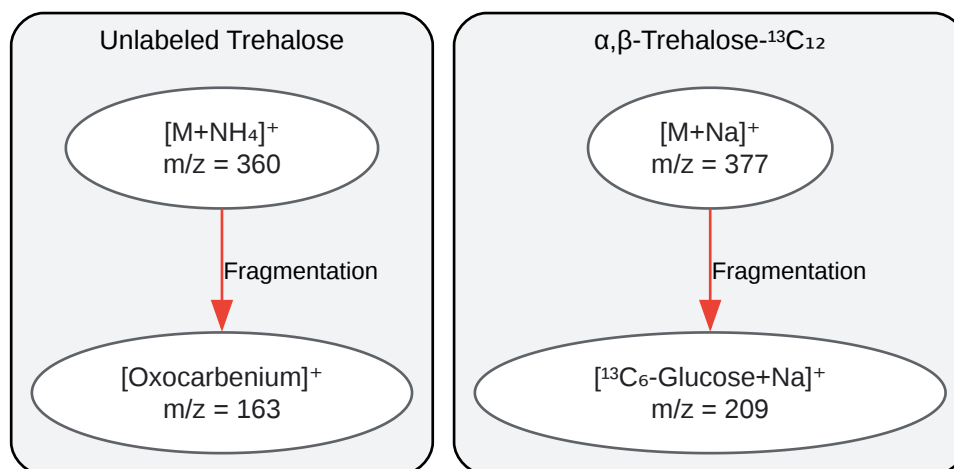 Unlabeled Trehalose
[M+NH₄]⁺
m/z = 360
Fragmentation
[Oxocarbenium]⁺
m/z = 163
α,β-Trehalose-¹³C₁₂
[M+Na]⁺
m/z = 377
Fragmentation
[¹³C₆-Glucose+Na]⁺
m/z = 209